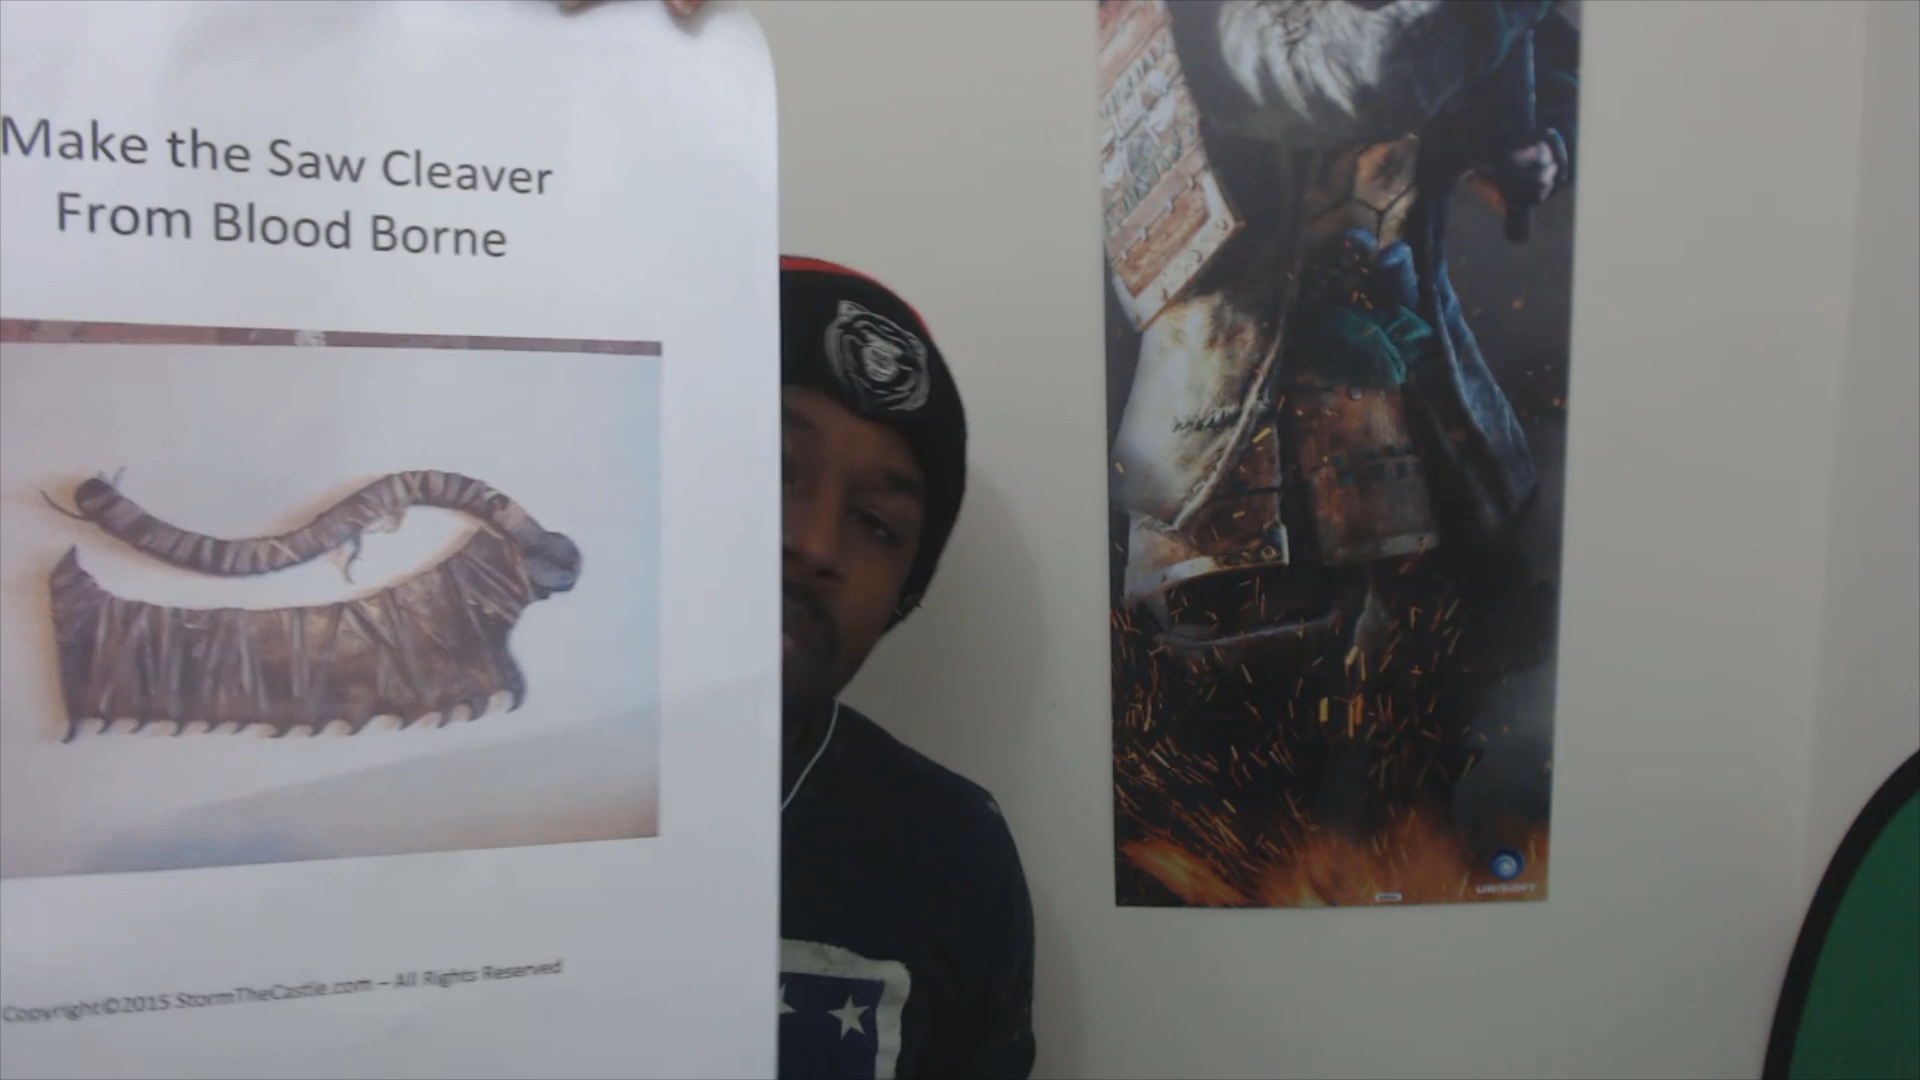 Make the Saw Cleaver
From Blood Borne
Copyright©2015 StormTheCastle.com – All Rights Reserved
UBISOFT